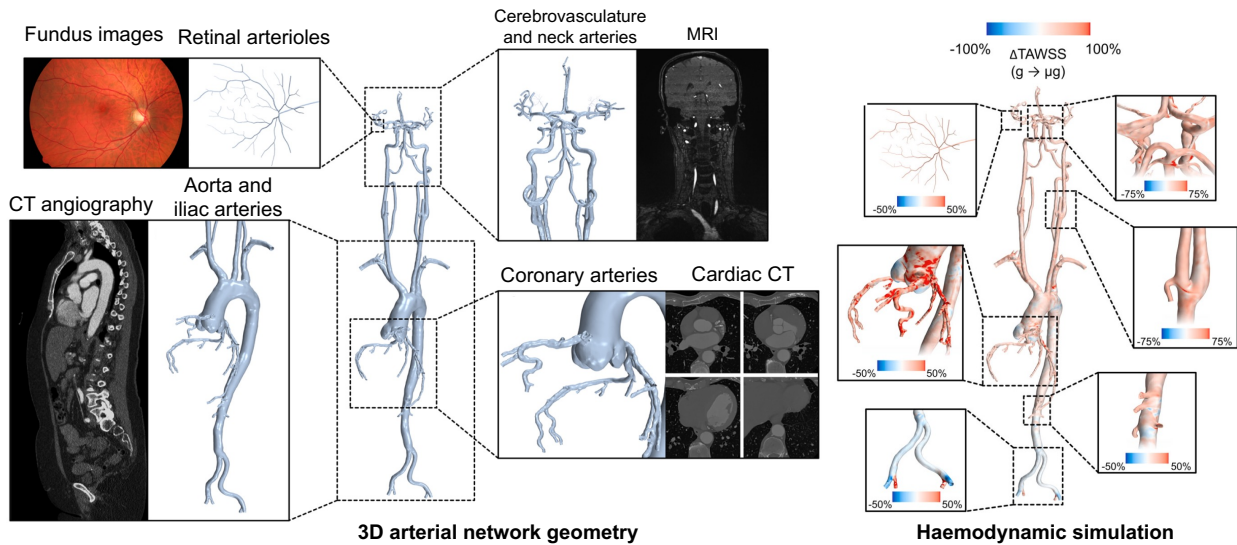 Fundus images
Retinal arterioles
Cerebrovasculature
and neck arteries
MRI
CT angiography
Aorta and
iliac arteries
Coronary arteries
Cardiac CT
3D arterial network geometry
-100%
100%
ΔTAWSS
(g → µg)
-50%
50%
-75%
75%
-50%
50%
-75%
75%
-50%
50%
-50%
50%
Haemodynamic simulation